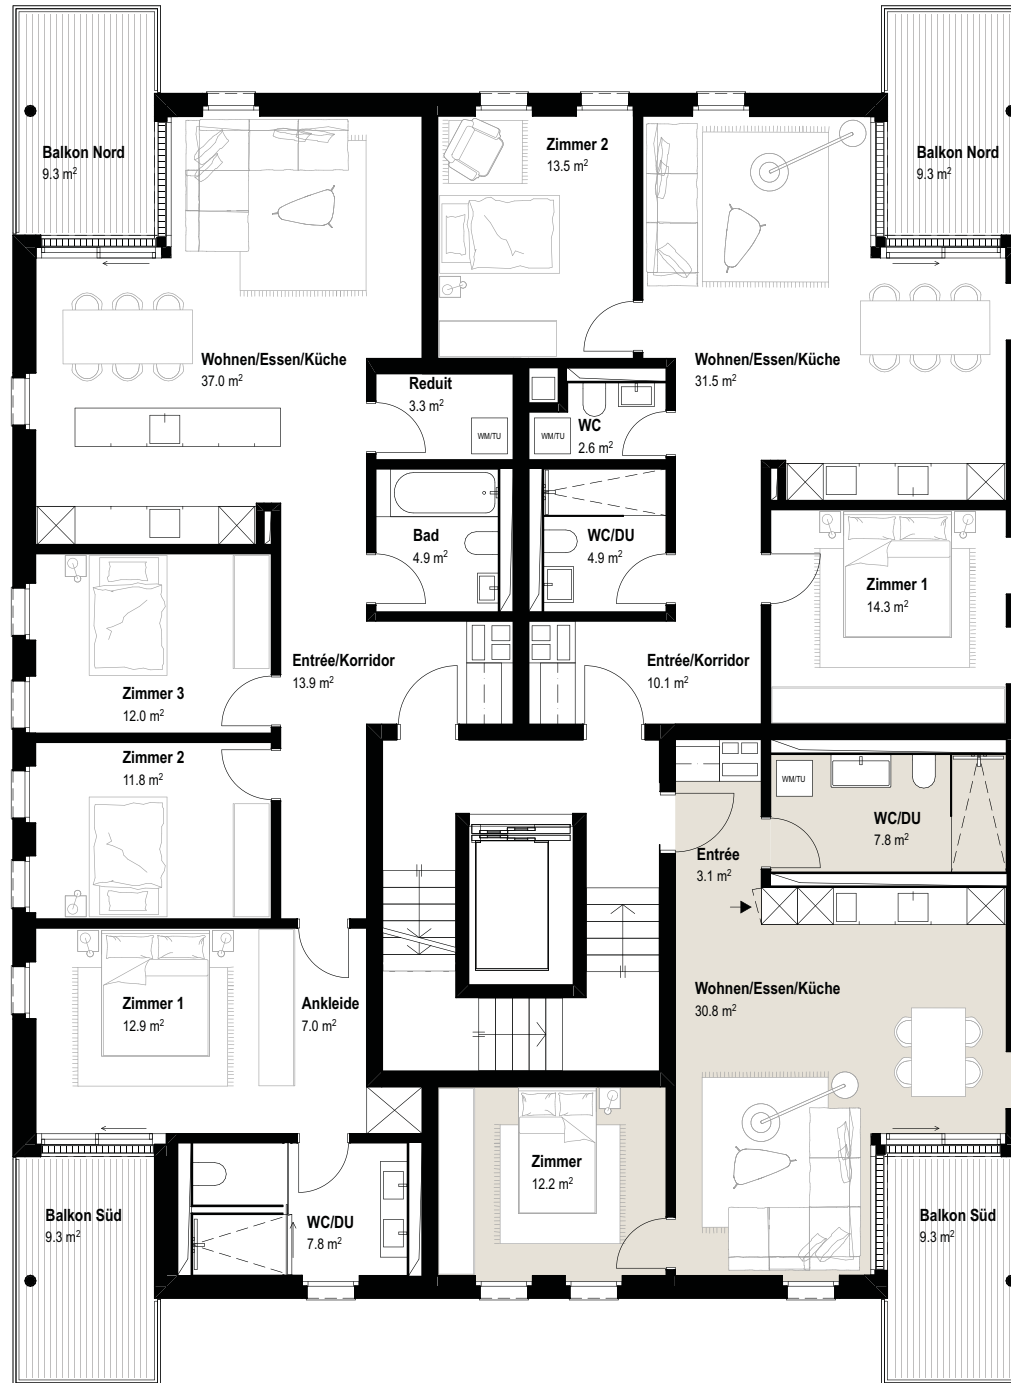 Balkon Nord
9.3 m²
Zimmer 2
13.5 m²
Balkon Nord
9.3 m²
Wohnen/Essen/Küche
37.0 m²
Reduit
3.3 m²
WM/TU
WM/TU
WC
2.6 m²
Wohnen/Essen/Küche
31.5 m²
Bad
4.9 m²
WC/DU
4.9 m²
Zimmer 1
14.3 m²
Entrée/Korridor
13.9 m²
Entrée/Korridor
10.1 m²
Zimmer 3
12.0 m²
Zimmer 2
11.8 m²
WM/TU
WC/DU
7.8 m²
Entrée
3.1 m²
Zimmer 1
12.9 m²
Ankleide
7.0 m²
Wohnen/Essen/Küche
30.8 m²
Zimmer
12.2 m²
Balkon Süd
9.3 m²
WC/DU
7.8 m²
Balkon Süd
9.3 m²